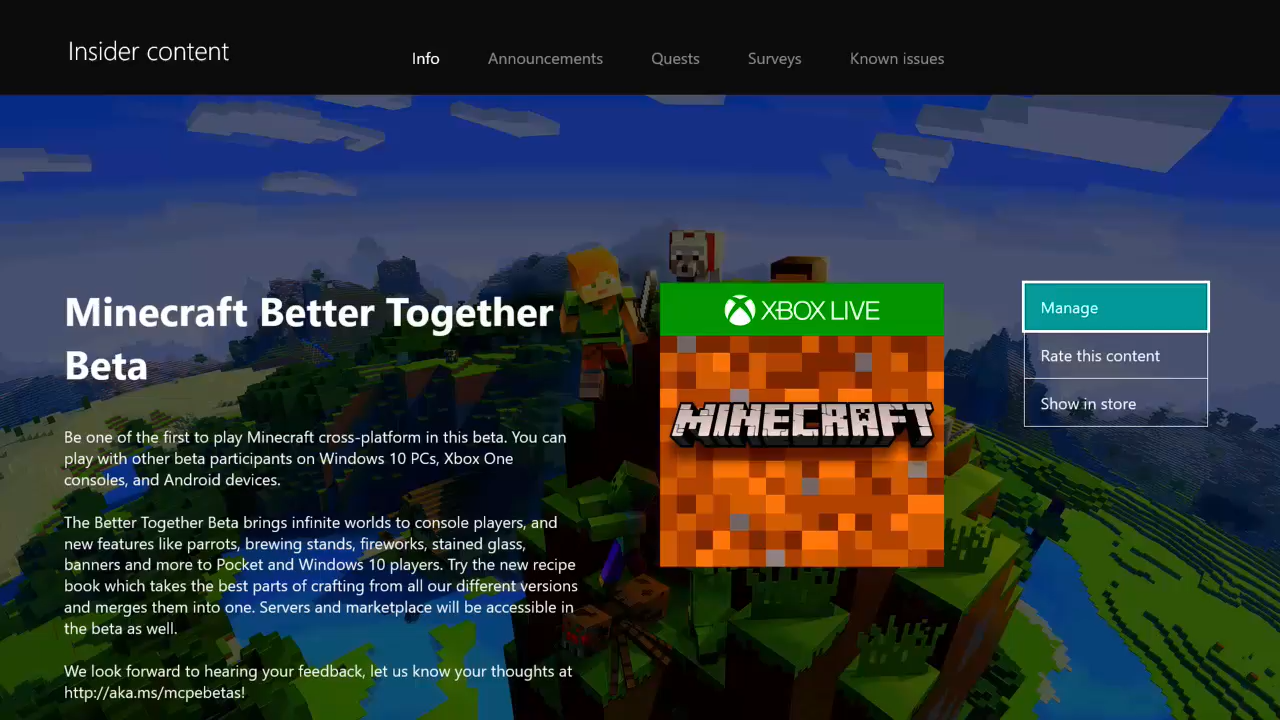 Insider content
Info
Announcements
Quests
Surveys
Known issues
Minecraft Better Together
Beta
Be one of the first to play Minecraft cross-platform in this beta. You can
play with other beta participants on Windows 10 PCs, Xbox One
consoles, and Android devices.
The Better Together Beta brings infinite worlds to console players, and
new features like parrots, brewing stands, fireworks, stained glass,
banners and more to Pocket and Windows 10 players. Try the new recipe
book which takes the best parts of crafting from all our different versions
and merges them into one. Servers and marketplace will be accessible in
the beta as well.
We look forward to hearing your feedback, let us know your thoughts at
http://aka.ms/mcpebetas!
XBOX LIVE
MINECRAFT
Manage
Rate this content
Show in store